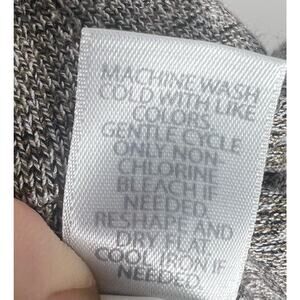 MACHINE WASH
COLD WITH LIKE
COLORS
GENTLE CYCLE
ONLY NON-
CHLORINE
BLEACH IF
NEEDED
RESHAPE AND
DRY FLAT
COOL IRON IF
NEEDED.